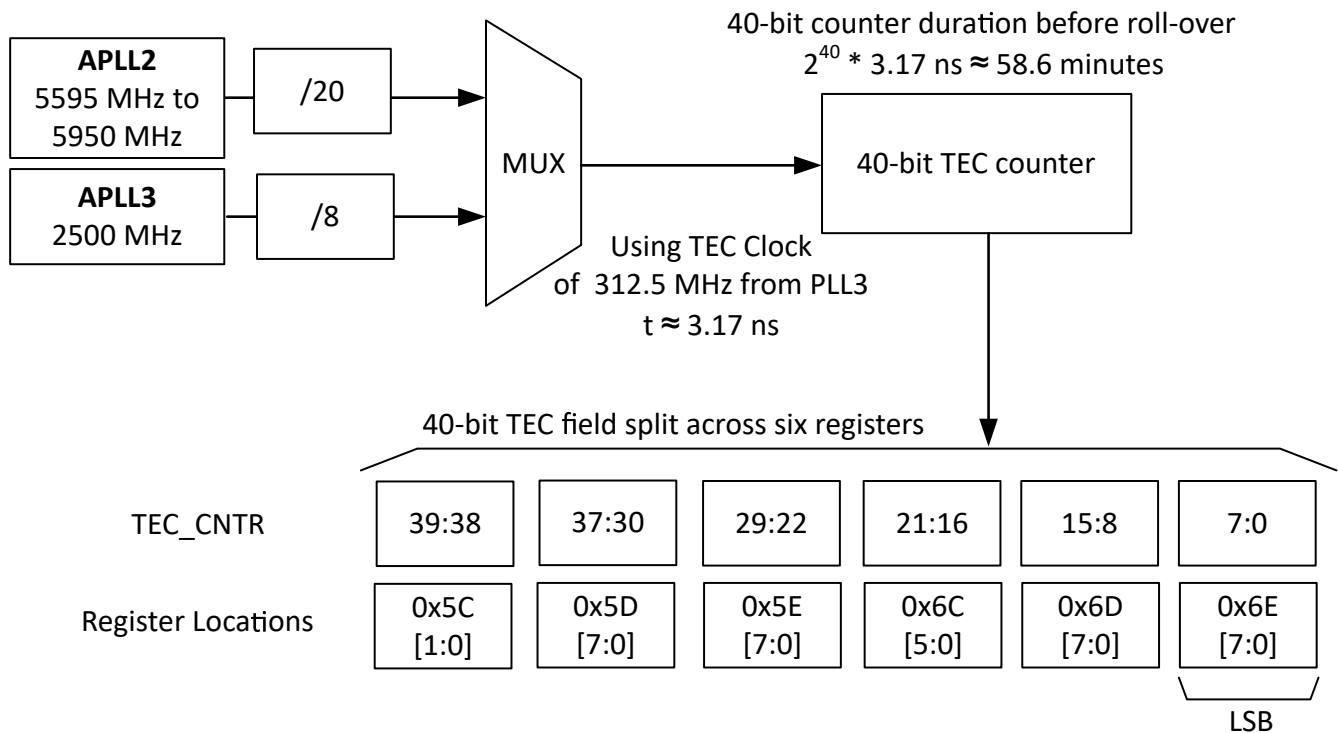 40-bit counter duration before roll-over
2^40 * 3.17 ns ≈ 58.6 minutes
APLL2
5595 MHz to
5950 MHz
/20
APLL3
2500 MHz
/8
MUX
40-bit TEC counter
Using TEC Clock
of 312.5 MHz from PLL3
t ≈ 3.17 ns
40-bit TEC field split across six registers
TEC_CNTR
39:38
37:30
29:22
21:16
15:8
7:0
Register Locations
0x5C
[1:0]
0x5D
[7:0]
0x5E
[7:0]
0x6C
[5:0]
0x6D
[7:0]
0x6E
[7:0]
LSB